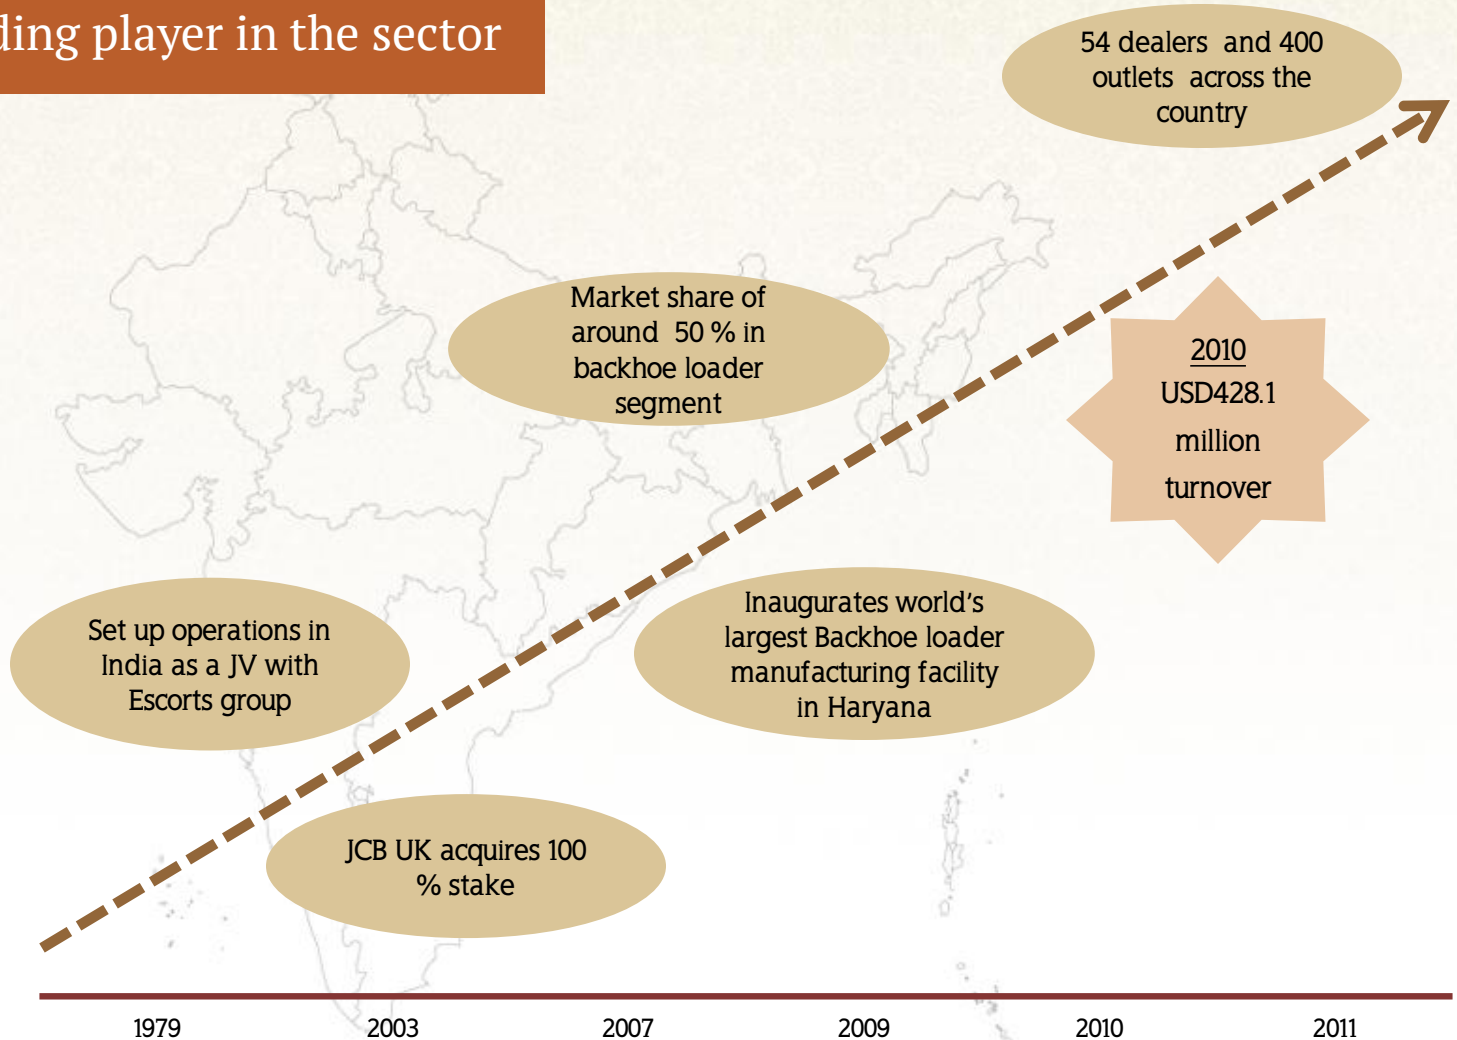 ding player in the sector
54 dealers and 400
outlets across the
country
Market share of
around 50 % in
backhoe loader
segment
2010
USD428.1
million
turnover
Set up operations in
India as a JV with
Escorts group
Inaugurates world's
largest Backhoe loader
manufacturing facility
in Haryana
JCB UK acquires 100
% stake
1979 2003 2007 2009 2010 2011